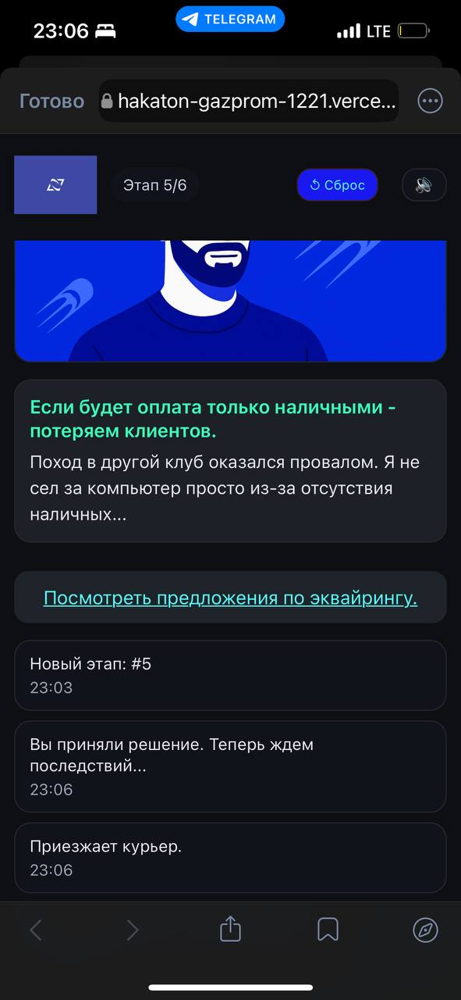 23:06
TELEGRAM
LTE
Готово
hakaton-gazprom-1221.verce...
Этап 5/6
Сброс
Если будет оплата только наличными -
потеряем клиентов.
Поход в другой клуб оказался провалом. Я не
сел за компьютер просто из-за отсутствия
наличных...
Посмотреть предложения по эквайрингу.
Новый этап: #5
23:03
Вы приняли решение. Теперь ждем
последствий...
23:06
Приезжает курьер.
23:06